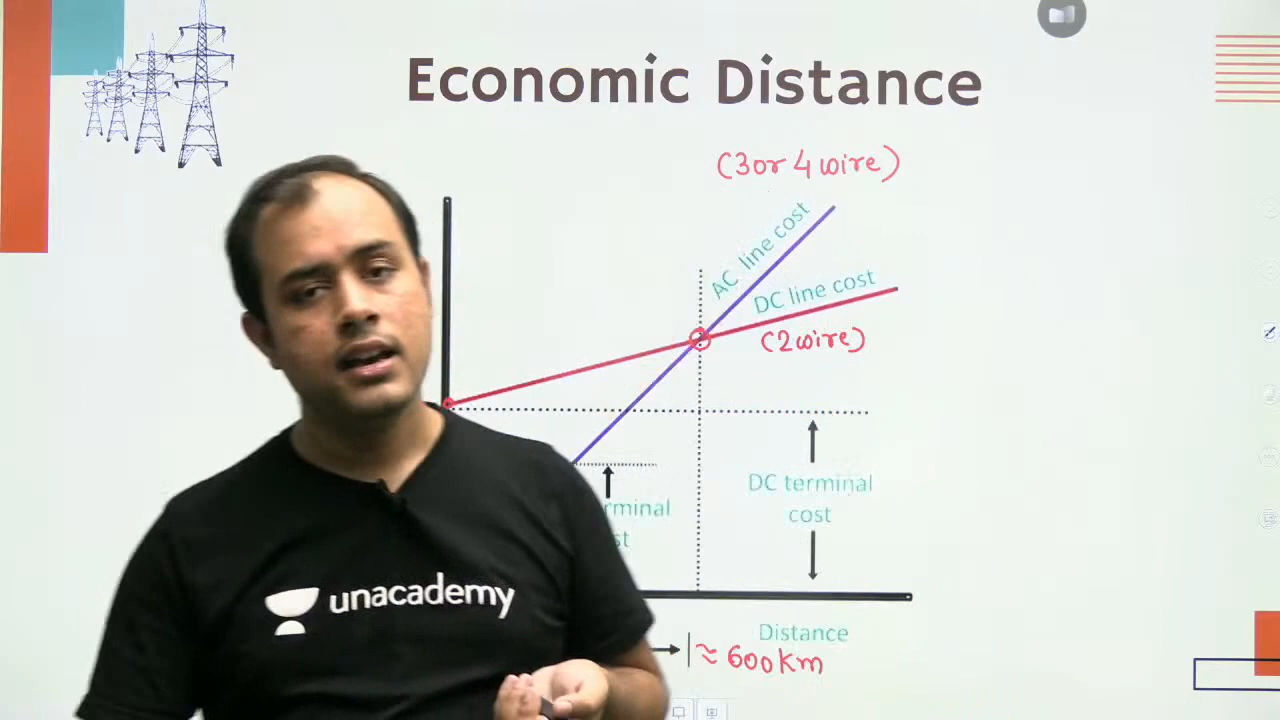 Economic Distance
(3 or 4 wire)
AC line cost
DC line cost
(2 wire)
DC terminal
cost
unacademy
Distance
≈ 600 Km